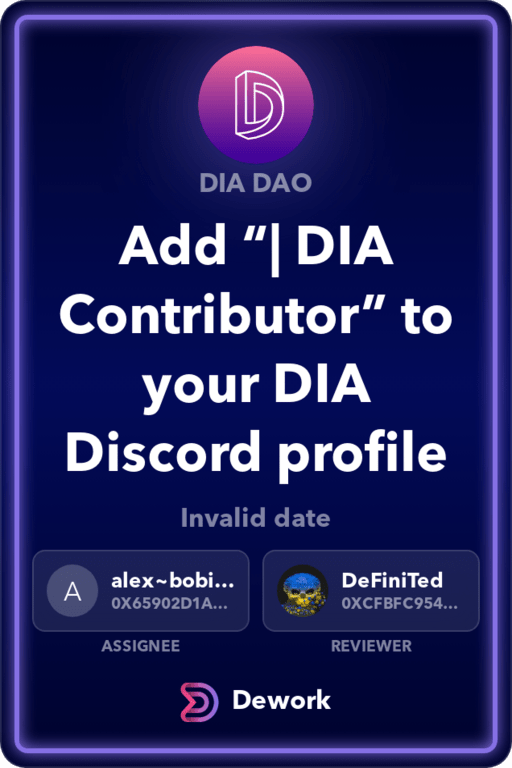 DIA DAO
Add “| DIA
Contributor” to
your DIA
Discord profile
Invalid date
A
alex~bobi...
0X65902D1A...
DeFiniTed
0XCFBFC954...
ASSIGNEE
REVIEWER
Dework